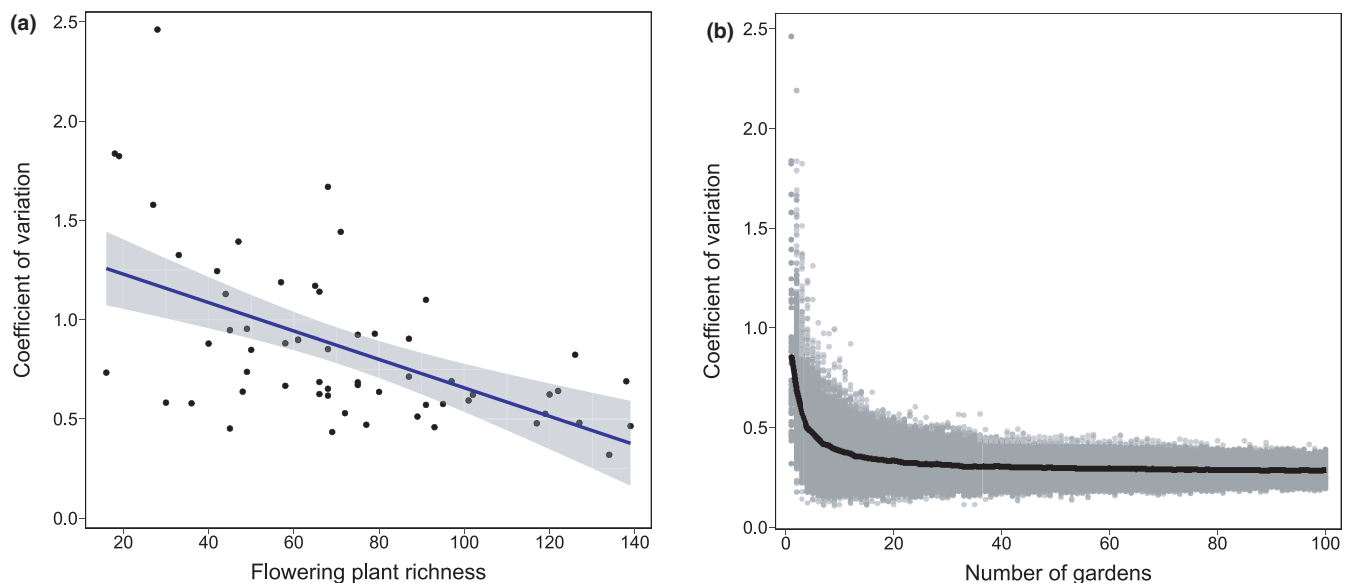 (a)
2.5
2.0
1.5
1.0
0.5
0.0
Coefficient of variation
20 40 60 80 100 120 140
Flowering plant richness
(b)
2.5
2.0
1.5
1.0
0.5
0.0
Coefficient of variation
0 20 40 60 80 100
Number of gardens